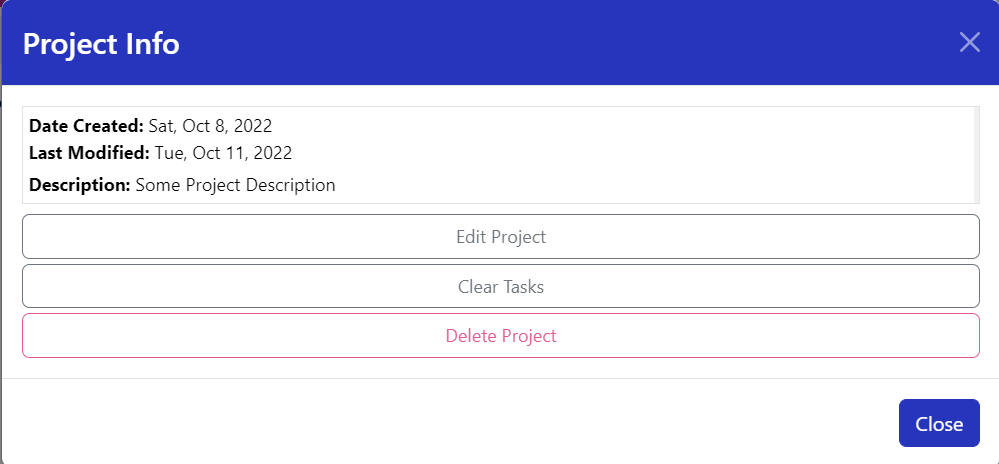 Project Info
Date Created: Sat, Oct 8, 2022
Last Modified: Tue, Oct 11, 2022
Description: Some Project Description
Edit Project
Clear Tasks
Delete Project
Close